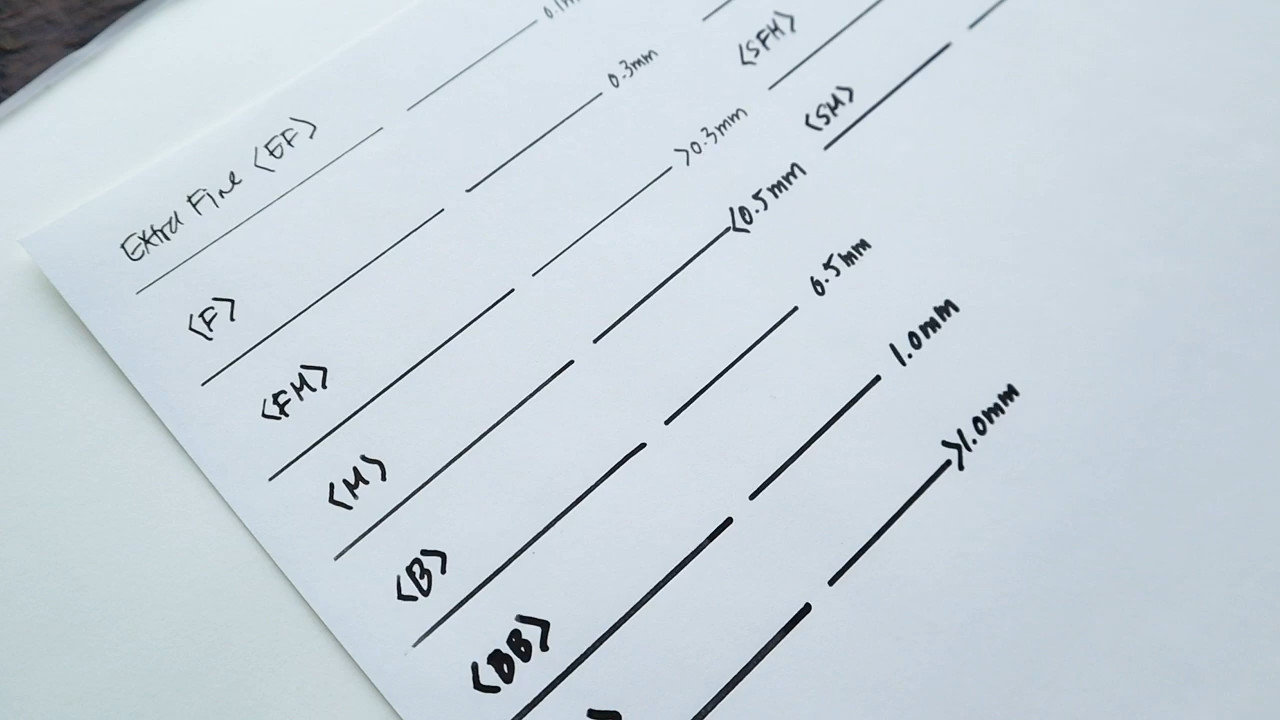 Extra Fine <EF>
<F> 0.3mm
<FM> >0.3mm <SFM>
<M> <0.5mm <SM>
<B> 0.5mm
<BB> 1.0mm
>1.0mm